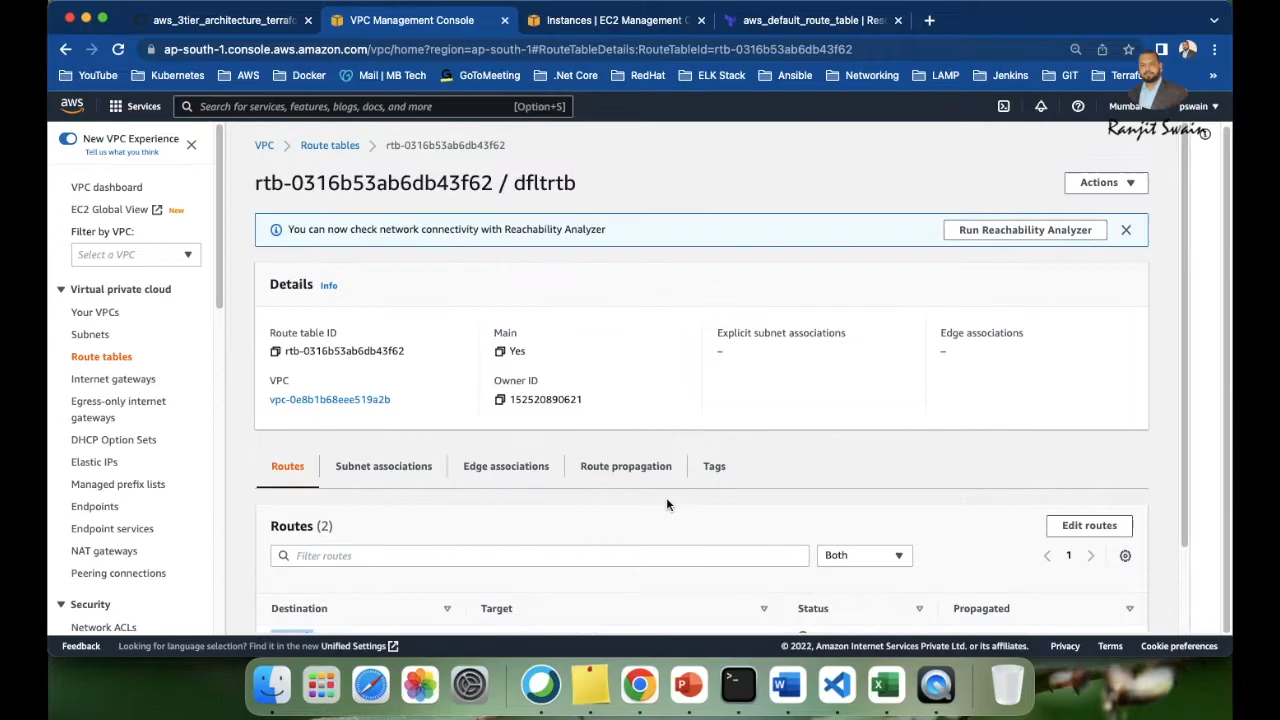 aws_3tier_architecture_terrafo
VPC Management Console
Instances | EC2 Management C
aws_default_route_table | Res
ap-south-1.console.aws.amazon.com/vpc/home?region=ap-south-1#RouteTableDetails:RouteTableId=rtb-0316b53ab6db43f62
YouTube Kubernetes AWS Docker Mail | MB Tech GoToMeeting .Net Core RedHat ELK Stack Ansible Networking LAMP Jenkins GIT Terrafo »
aws Services Search for services, features, blogs, docs, and more [Option+S] Mumbai pswain
Ranjit Swain
New VPC Experience
Tell us what you think
VPC dashboard
EC2 Global View New
Filter by VPC:
Select a VPC
Virtual private cloud
Your VPCs
Subnets
Route tables
Internet gateways
Egress-only internet
gateways
DHCP Option Sets
Elastic IPs
Managed prefix lists
Endpoints
Endpoint services
NAT gateways
Peering connections
Security
Network ACLs
VPC Route tables rtb-0316b53ab6db43f62
rtb-0316b53ab6db43f62 / dfltrtb
Actions
You can now check network connectivity with Reachability Analyzer
Run Reachability Analyzer
Details Info
Route table ID
rtb-0316b53ab6db43f62
Main
Yes
Explicit subnet associations
–
Edge associations
–
VPC
vpc-0e8b1b68eee519a2b
Owner ID
152520890621
Routes Subnet associations Edge associations Route propagation Tags
Routes (2)
Edit routes
Filter routes
Both
1
Destination Target Status Propagated
Feedback Looking for language selection? Find it in the new Unified Settings © 2022, Amazon Internet Services Private Ltd. or its affiliates. Privacy Terms Cookie preferences